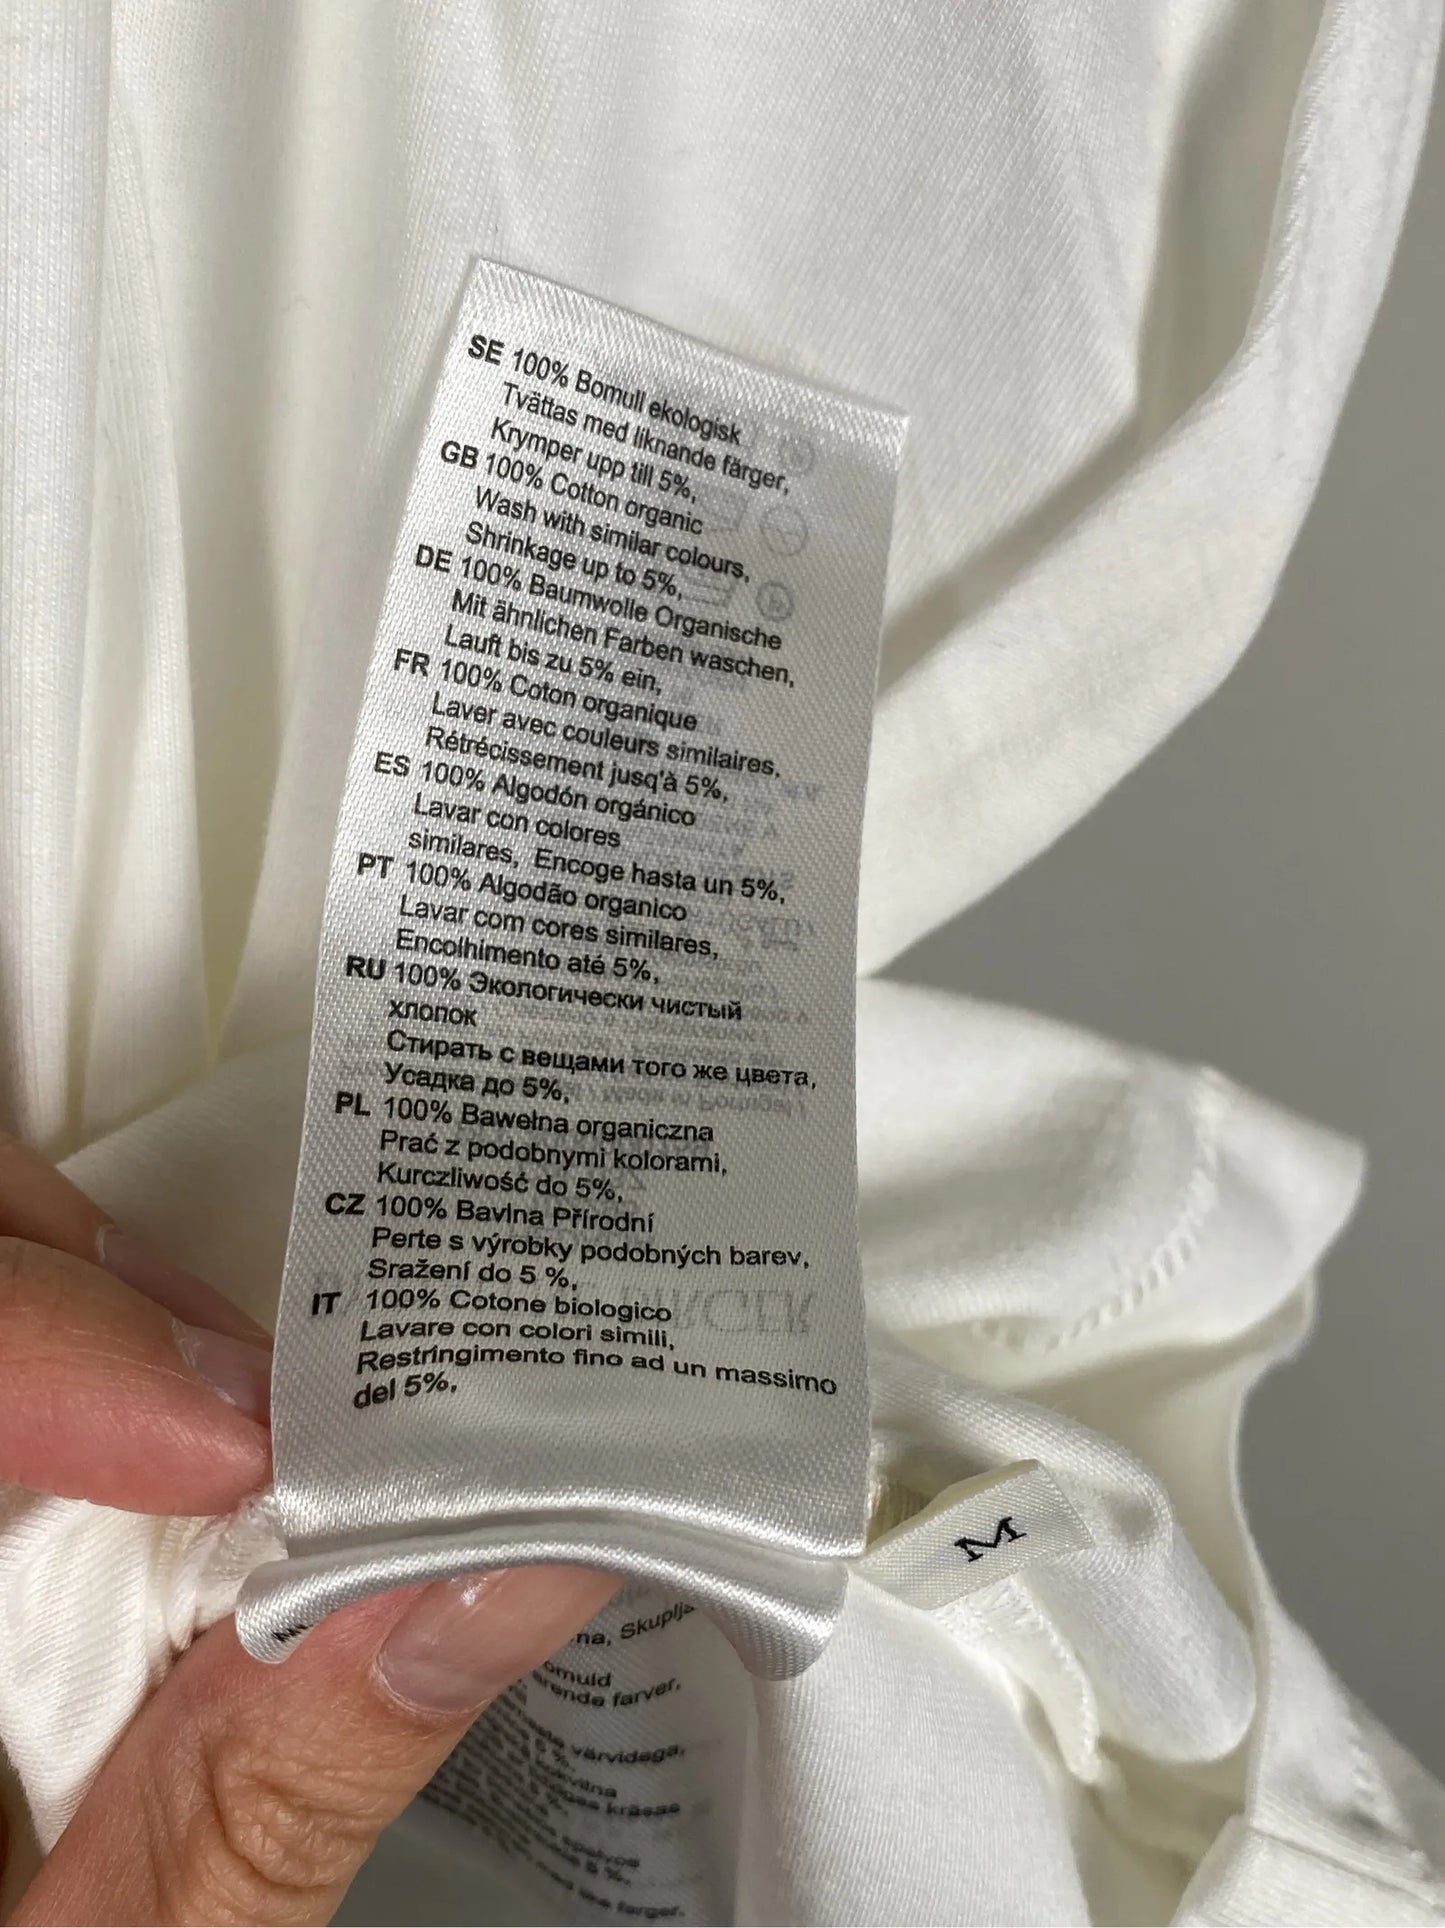 SE 100% Bomull ekologisk
Tvättas med liknande färger,
Krymper upp till 5%,
GB 100% Cotton organic
Wash with similar colours,
Shrinkage up to 5%,
DE 100% Baumwolle Organische
Mit ähnlichen Farben waschen,
Lauft bis zu 5% ein,
FR 100% Coton organique
Laver avec couleurs similaires,
Rétrécissement jusq'à 5%,
ES 100% Algodón orgánico
Lavar con colores
similares, Encoge hasta un 5%,
PT 100% Algodão organico
Lavar com cores similares,
Encolhimento até 5%,
RU 100% Экологически чистый
хлопок
Стирать с вещами того же цвета,
Усадка до 5%,
PL 100% Bawełna organiczna
Prać z podobnymi kolorami,
Kurczliwość do 5%,
CZ 100% Bavlna Přírodní
Perte s výrobky podobných barev,
Sražení do 5 %,
IT 100% Cotone biologico
Lavare con colori simili,
Restringimento fino ad un massimo
del 5%,
M
farver,
värvidega,
krāsas
farger,